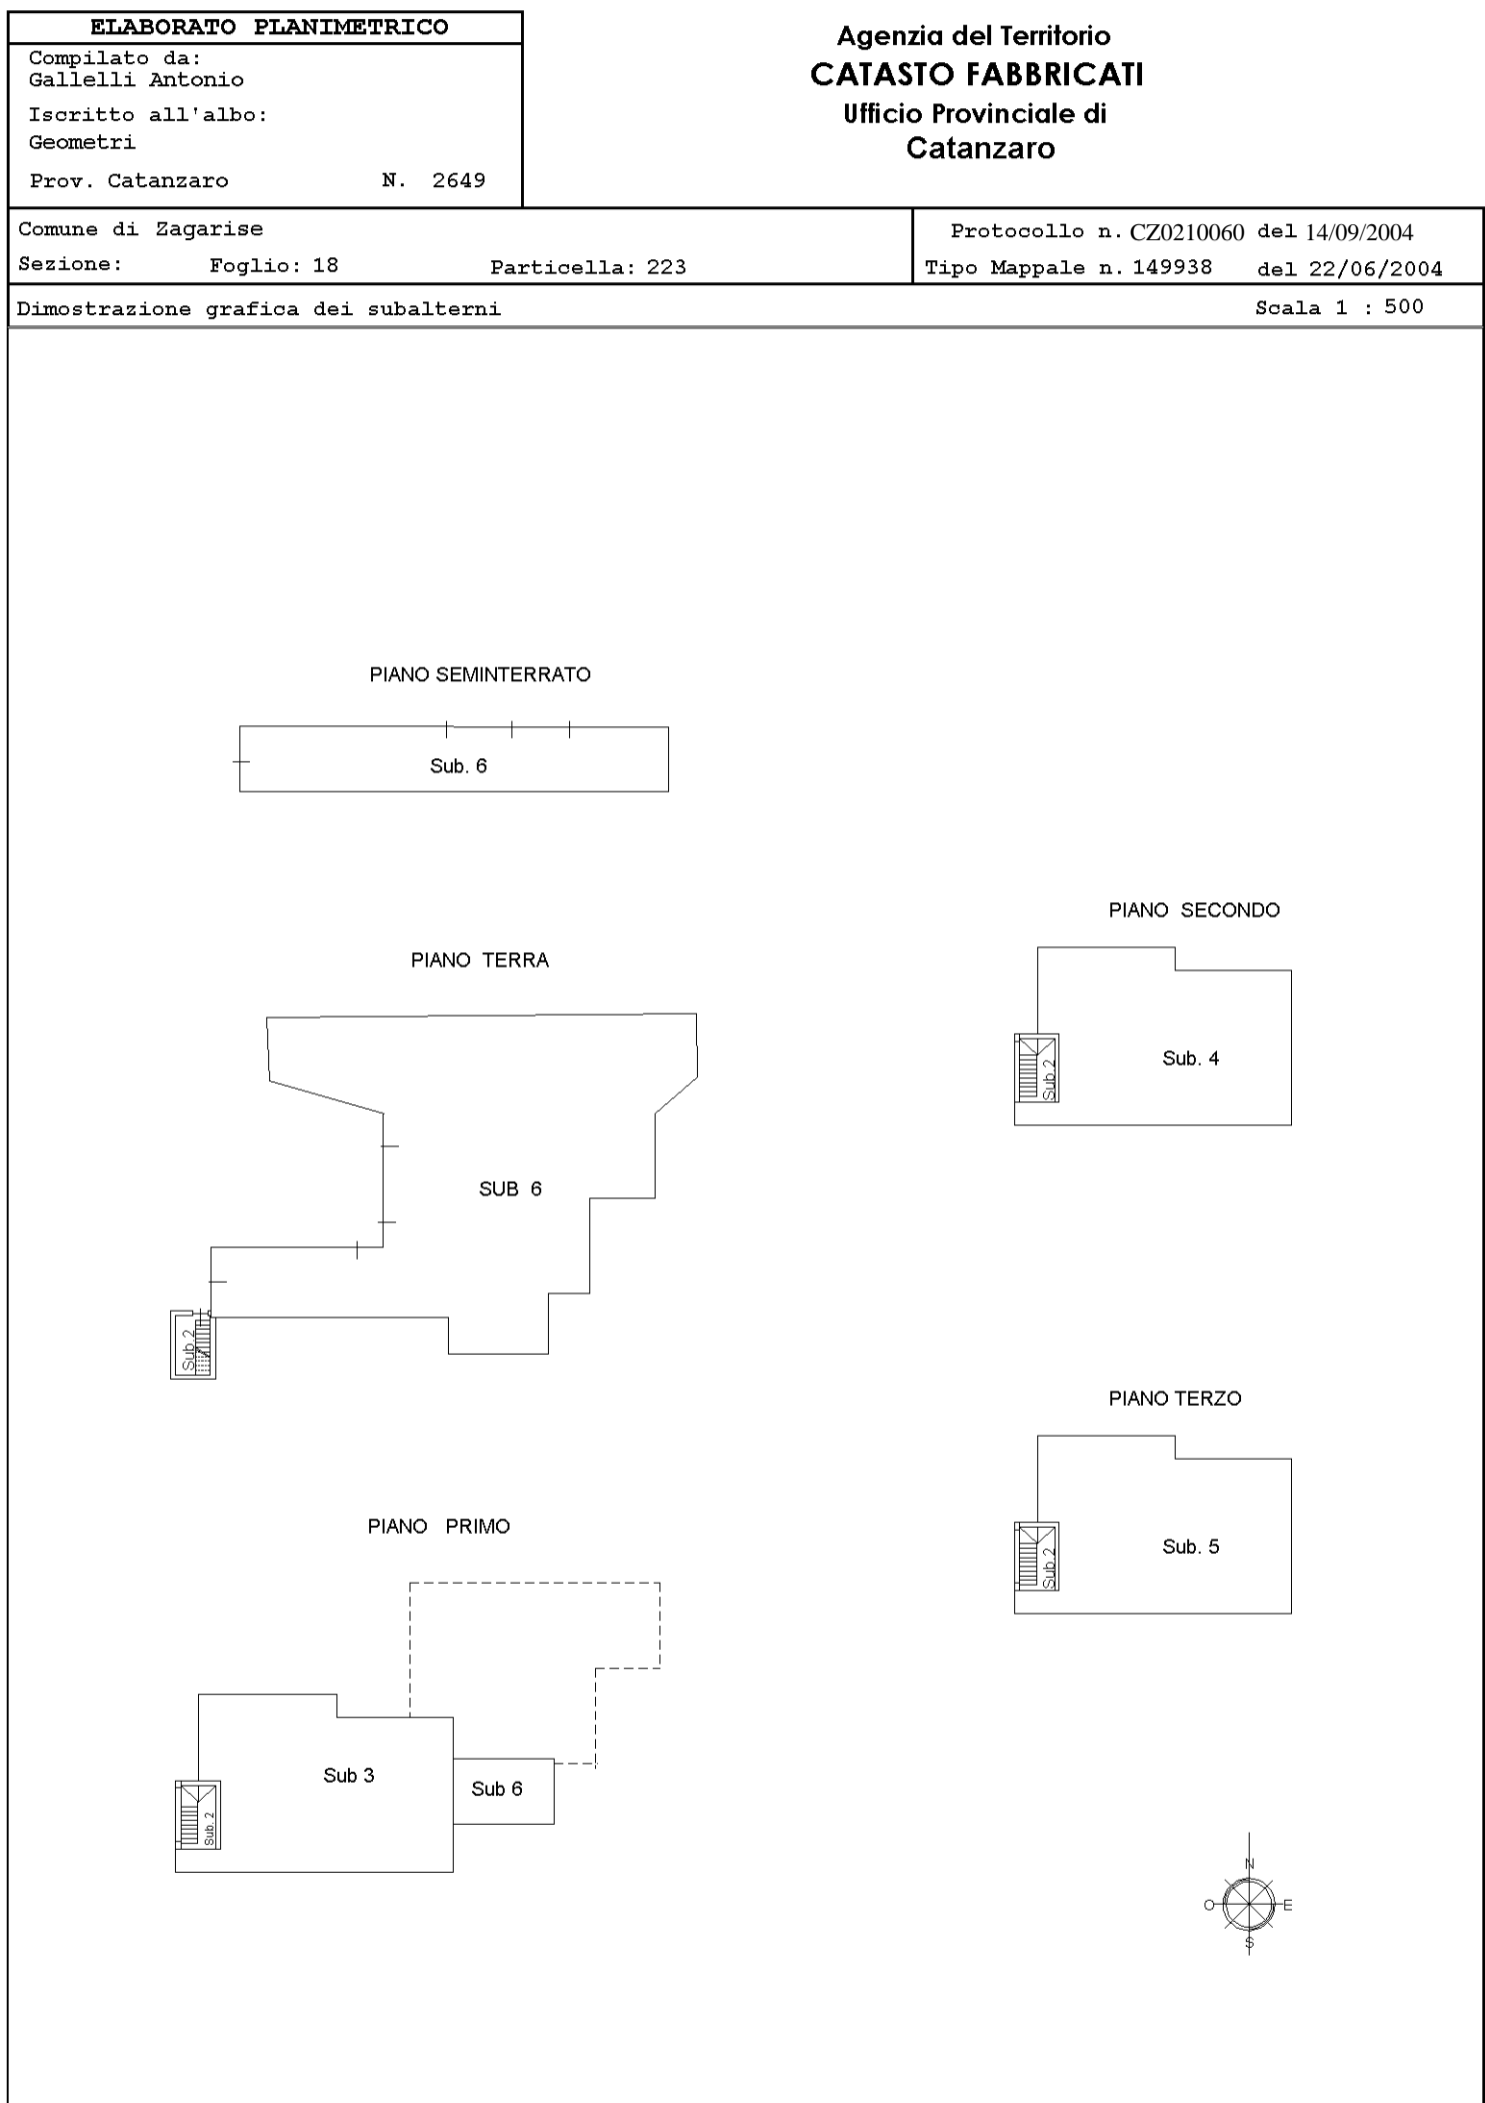 ELABORATO PLANIMETRICO
Compilato da:
Gallelli Antonio
Iscritto all'albo:
Geometri
Prov. Catanzaro N. 2649
Agenzia del Territorio
CATASTO FABBRICATI
Ufficio Provinciale di
Catanzaro
Comune di Zagarise
Sezione: Foglio: 18 Particella: 223
Protocollo n. CZ0210060 del 14/09/2004
Tipo Mappale n. 149938 del 22/06/2004
Dimostrazione grafica dei subalterni Scala 1 : 500
PIANO SEMINTERRATO
Sub. 6
PIANO TERRA
SUB 6
Sub.2
PIANO PRIMO
Sub 3
Sub 6
Sub. 2
PIANO SECONDO
Sub. 4
Sub.2
PIANO TERZO
Sub. 5
Sub.2
N
O E
S